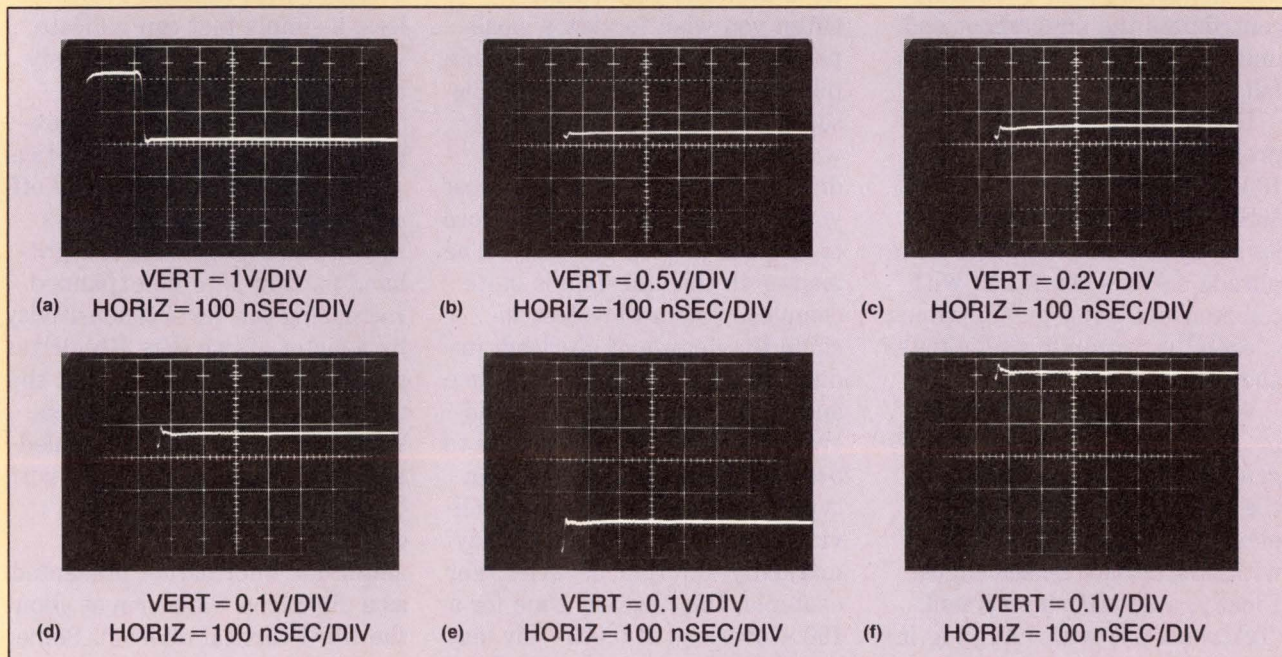 VERT = 1V/DIV
(a) HORIZ = 100 nSEC/DIV
VERT = 0.5V/DIV
(b) HORIZ = 100 nSEC/DIV
VERT = 0.2V/DIV
(c) HORIZ = 100 nSEC/DIV
VERT = 0.1V/DIV
(d) HORIZ = 100 nSEC/DIV
VERT = 0.1V/DIV
(e) HORIZ = 100 nSEC/DIV
VERT = 0.1V/DIV
(f) HORIZ = 100 nSEC/DIV